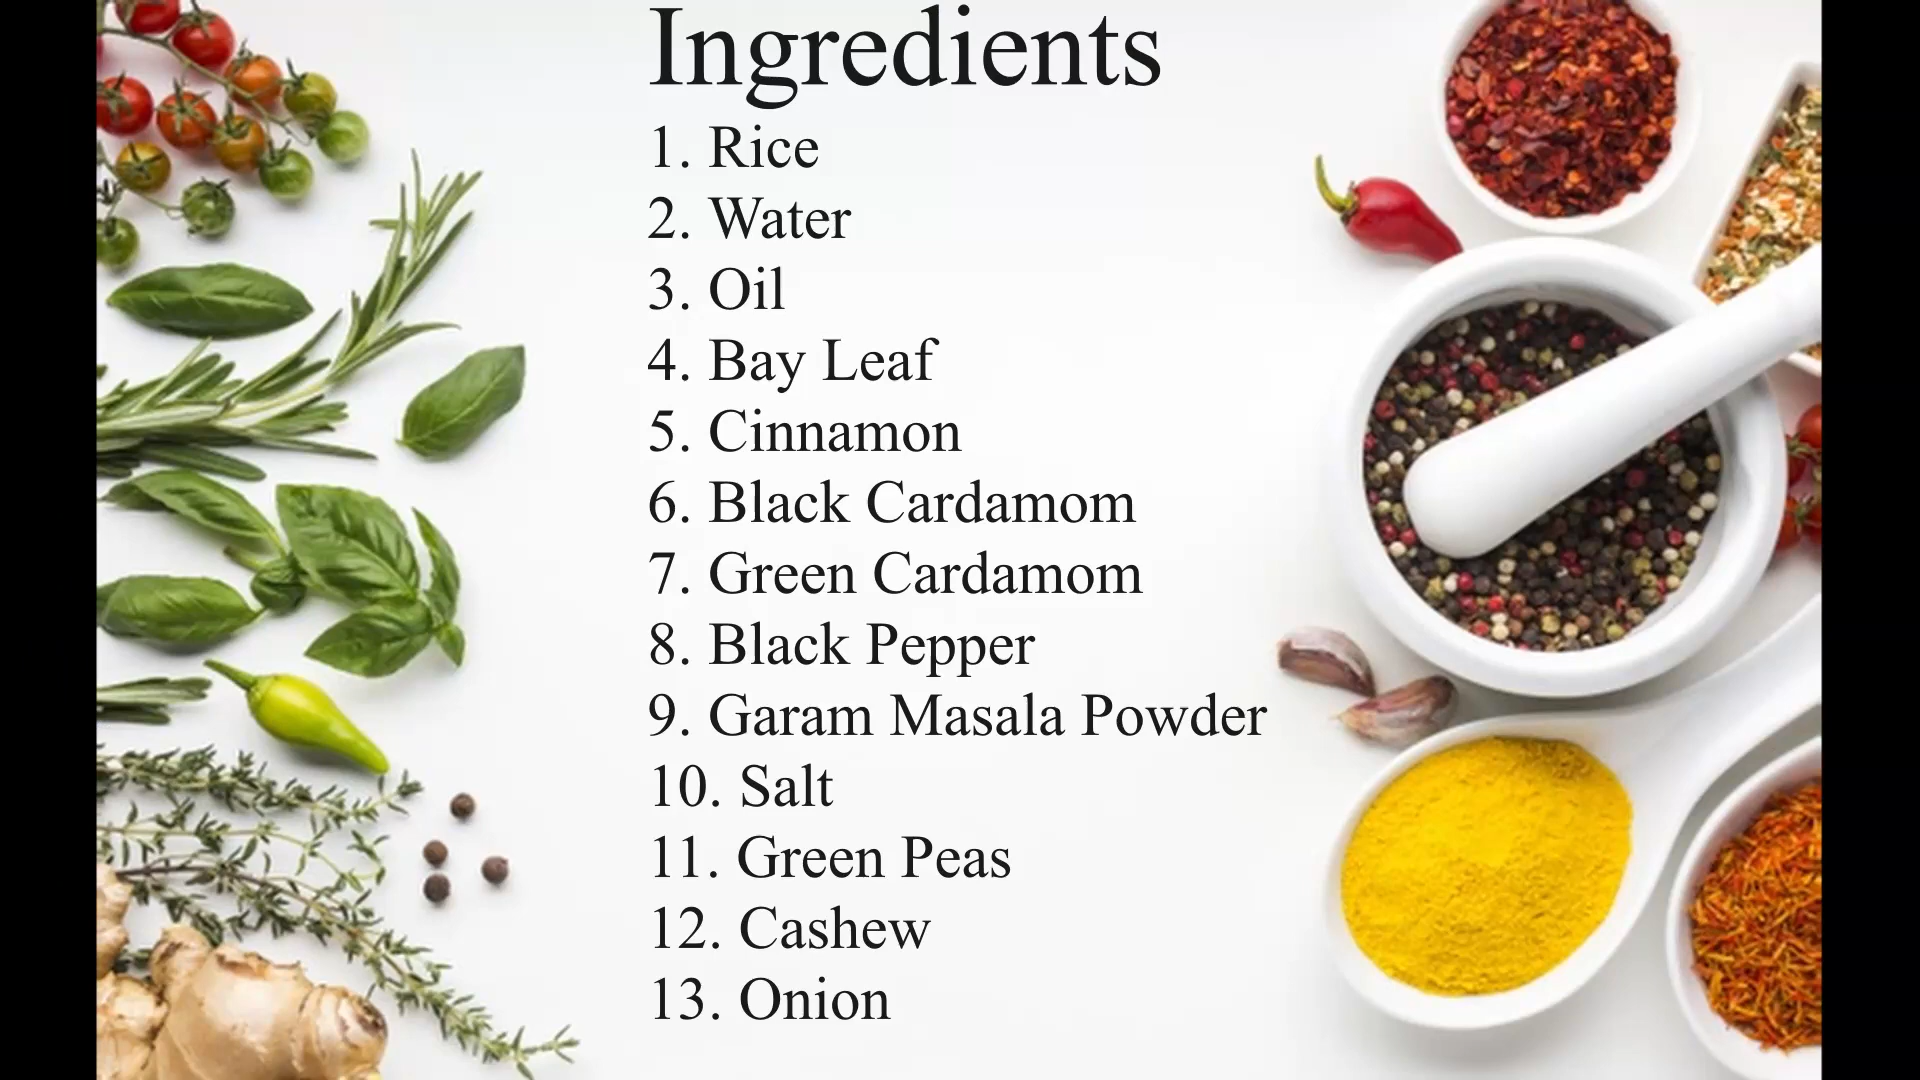 Ingredients
1. Rice
2. Water
3. Oil
4. Bay Leaf
5. Cinnamon
6. Black Cardamom
7. Green Cardamom
8. Black Pepper
9. Garam Masala Powder
10. Salt
11. Green Peas
12. Cashew
13. Onion